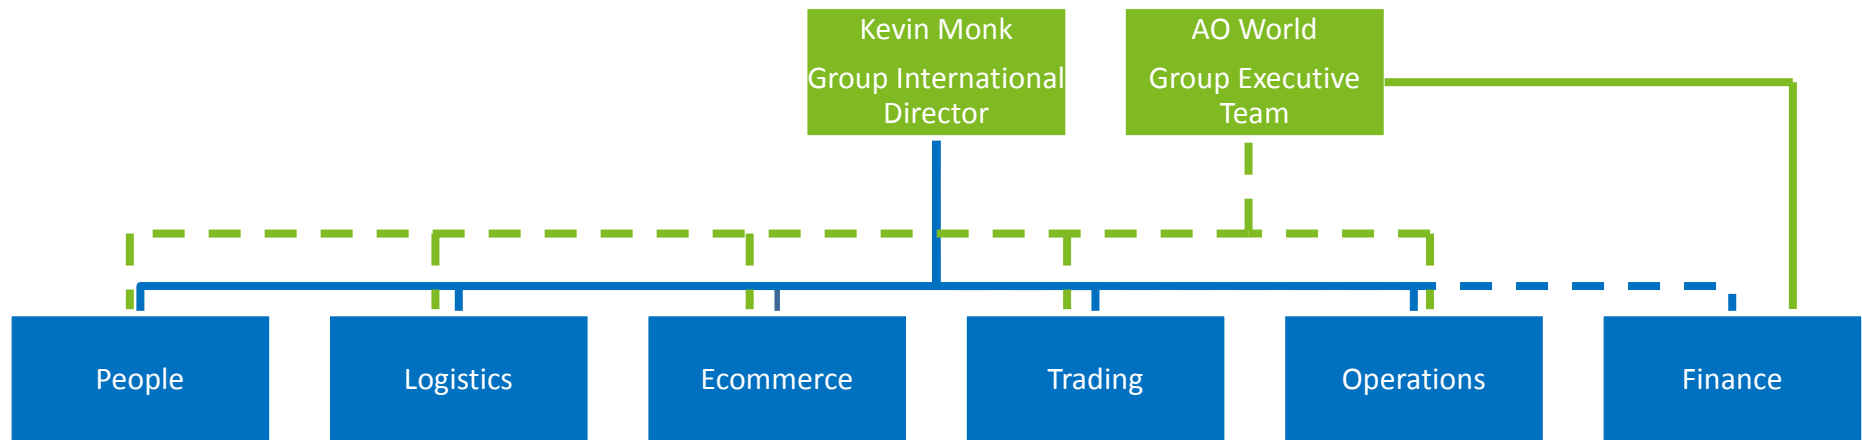 Kevin Monk
Group International
Director
AO World
Group Executive
Team
People
Logistics
Ecommerce
Trading
Operations
Finance